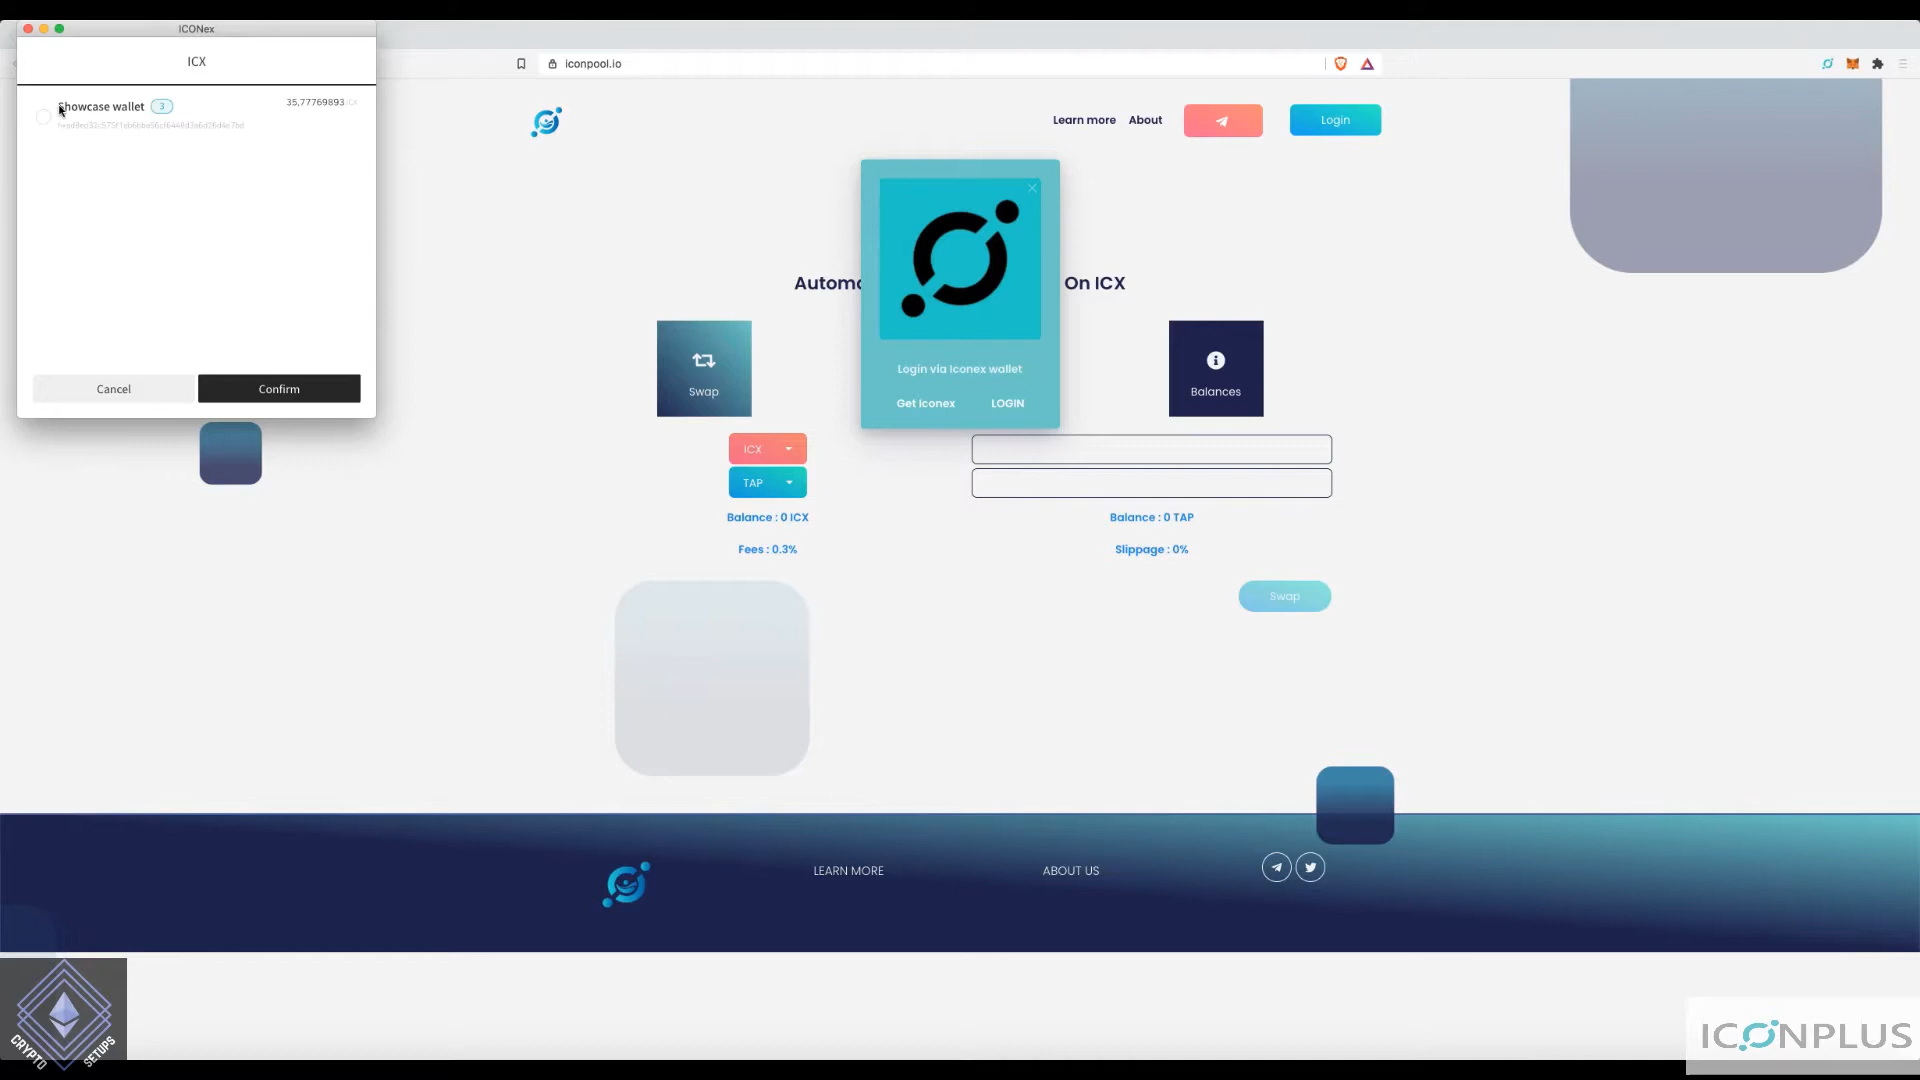 ICONex
ICX
Showcase wallet 3
35,77769893 ICX
Cancel
Confirm
iconpool.io
Learn more
About
Login
Automa
On ICX
Login via Iconex wallet
Get iconex
LOGIN
Swap
Balances
ICX
TAP
Balance : 0 ICX
Balance : 0 TAP
Fees : 0.3%
Slippage : 0%
Swap
LEARN MORE
ABOUT US
CRYPTO
SETUPS
ICONPLUS